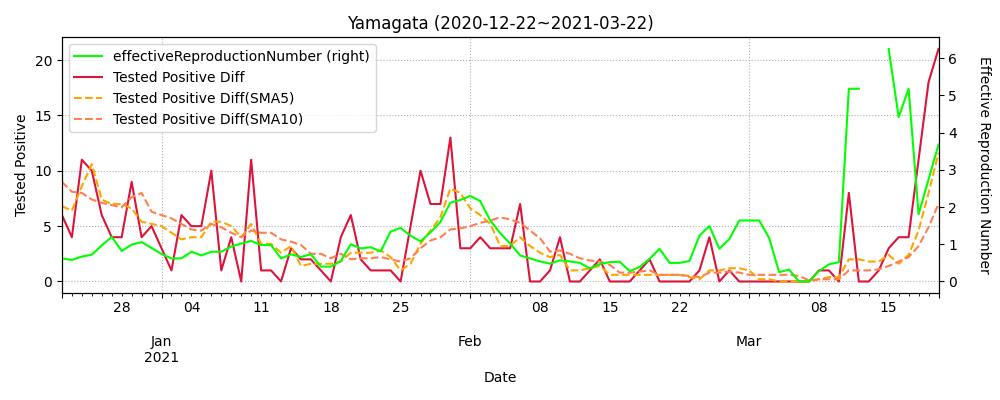 Yamagata (2020-12-22~2021-03-22)
effectiveReproductionNumber (right)
Tested Positive Diff
Tested Positive Diff(SMA5)
Tested Positive Diff(SMA10)
Tested Positive
20
15
10
5
0
Effective Reproduction Number
6
5
4
3
2
1
0
28 04 11 18 25 08 15 22 08 15
Jan Feb Mar
2021
Date